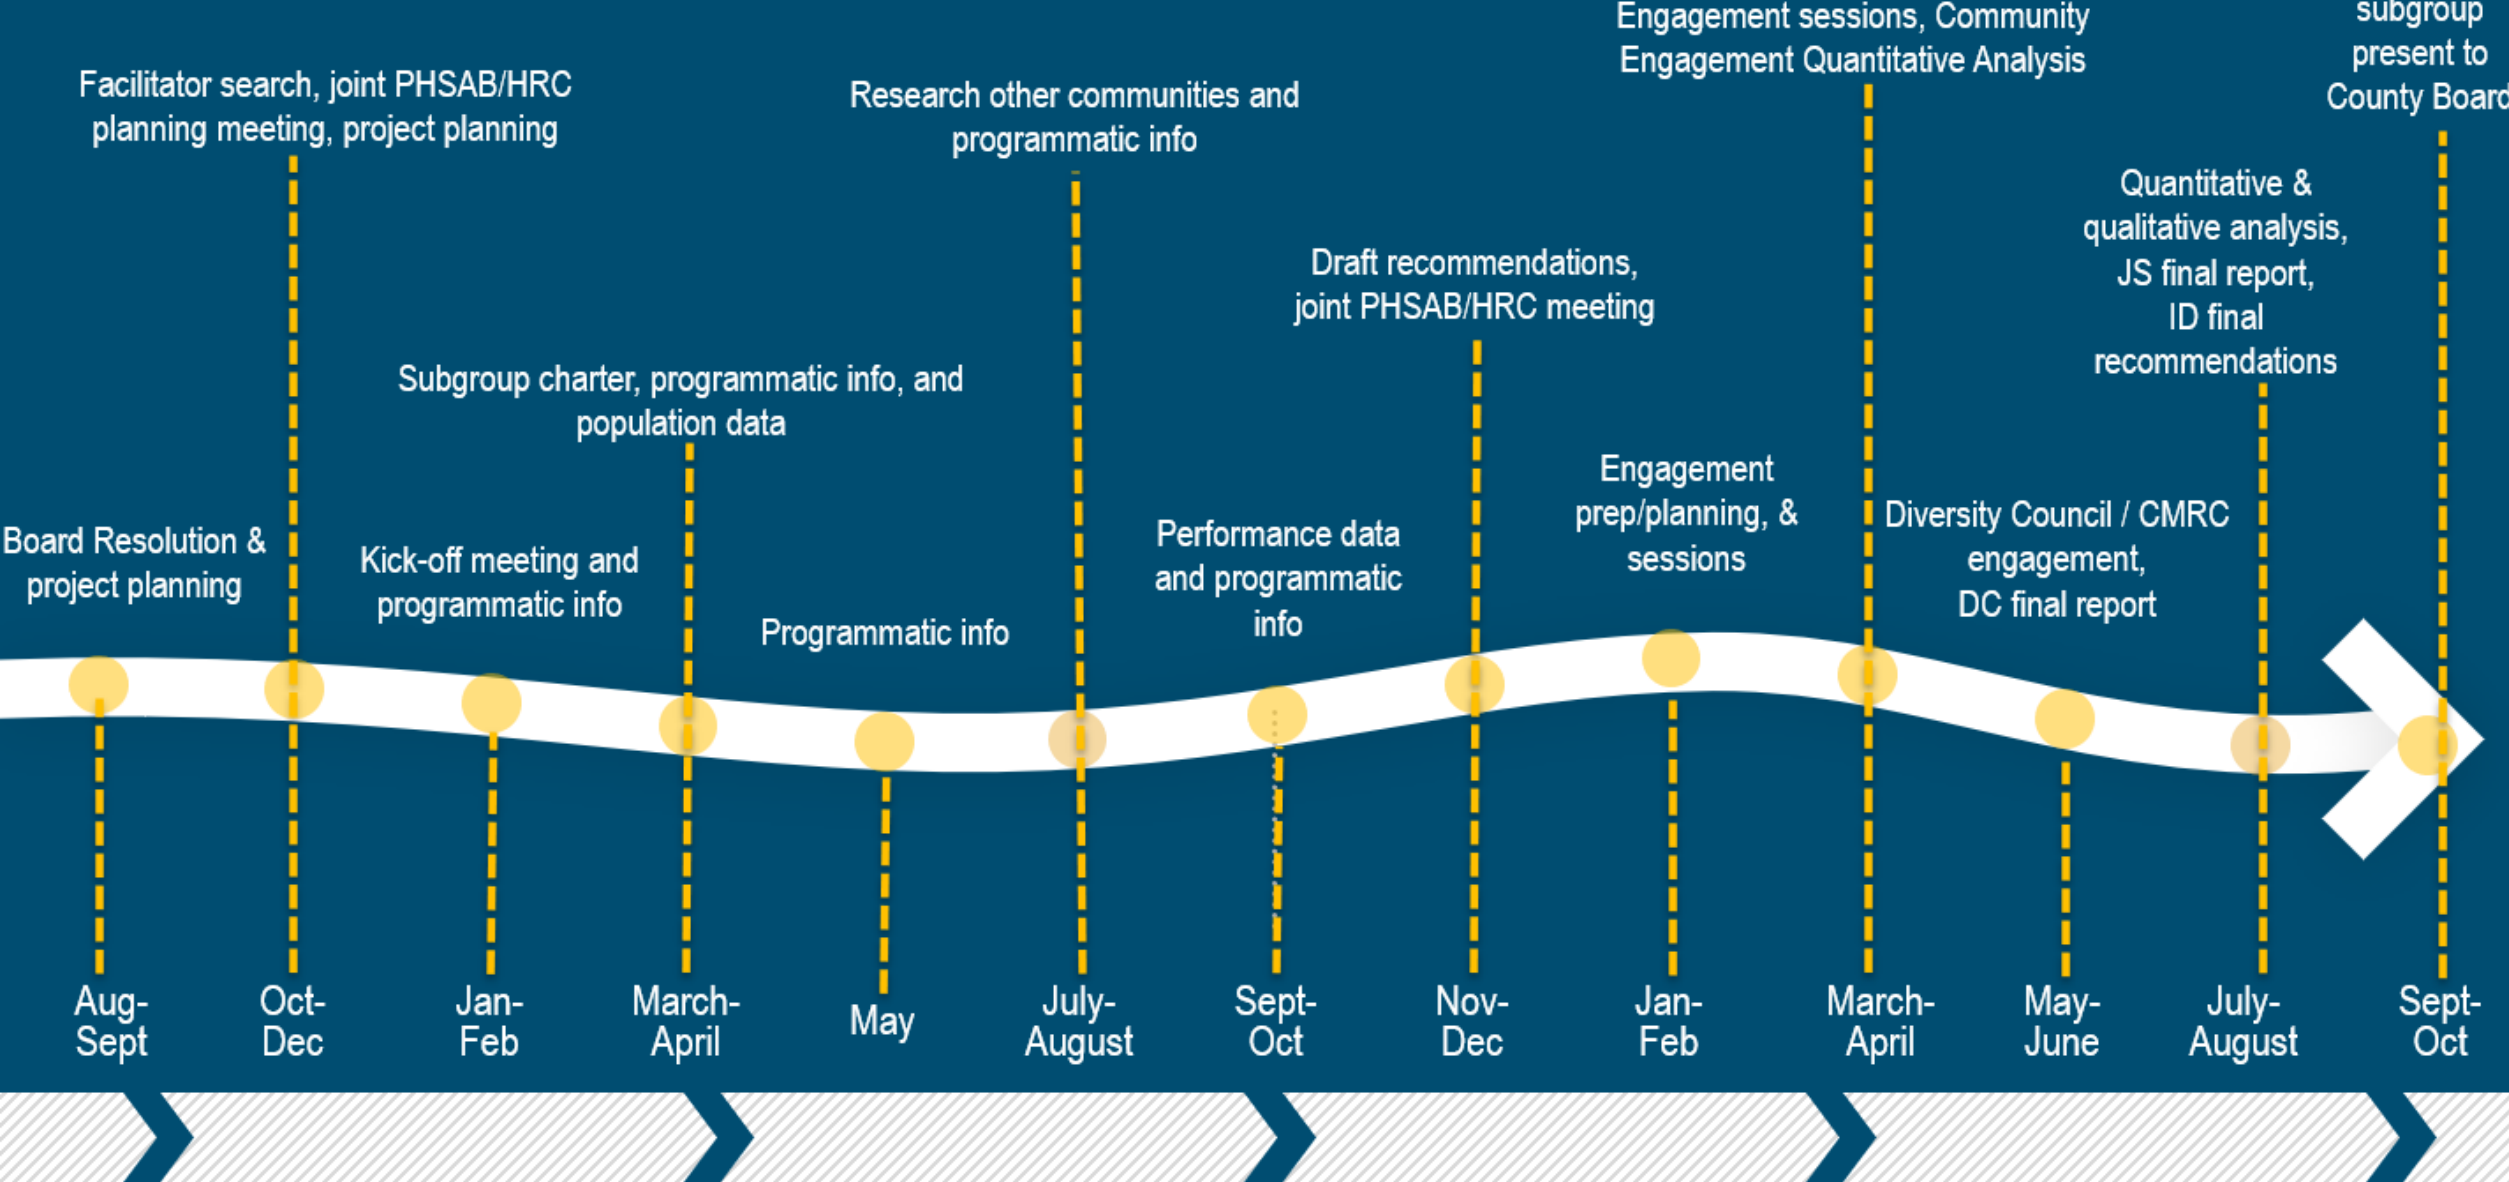 Engagement sessions, Community
Engagement Quantitative Analysis
subgroup
present to
County Board
Facilitator search, joint PHSAB/HRC
planning meeting, project planning
Research other communities and
programmatic info
Quantitative &
qualitative analysis,
JS final report,
ID final
recommendations
Draft recommendations,
joint PHSAB/HRC meeting
Subgroup charter, programmatic info, and
population data
Engagement
prep/planning, &
sessions
Diversity Council / CMRC
engagement,
DC final report
Board Resolution &
project planning
Kick-off meeting and
programmatic info
Performance data
and programmatic
info
Programmatic info
Aug-
Sept
Oct-
Dec
Jan-
Feb
March-
April
May
July-
August
Sept-
Oct
Nov-
Dec
Jan-
Feb
March-
April
May-
June
July-
August
Sept-
Oct